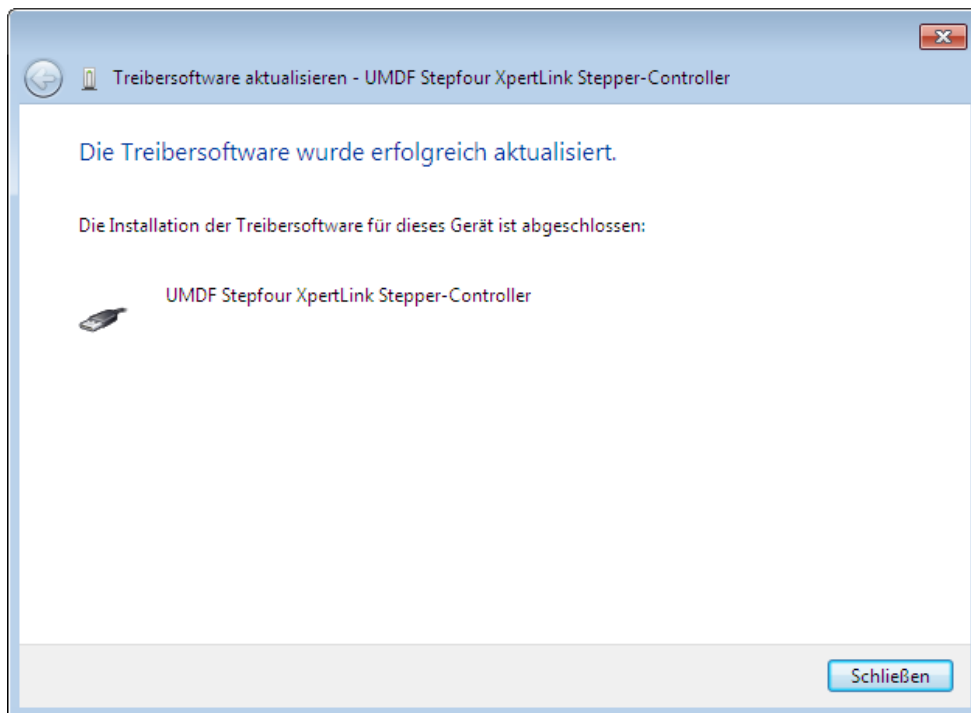 Treibersoftware aktualisieren - UMDF Stepfour XpertLink Stepper-Controller
Die Treibersoftware wurde erfolgreich aktualisiert.
Die Installation der Treibersoftware für dieses Gerät ist abgeschlossen:
UMDF Stepfour XpertLink Stepper-Controller
Schließen